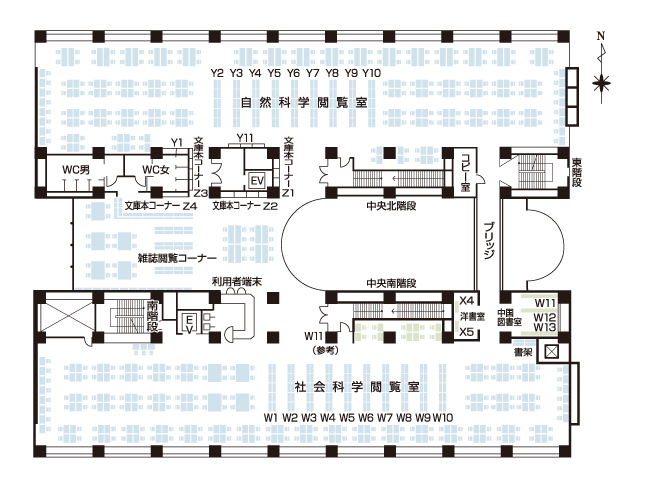 N
Y2 Y3 Y4 Y5 Y6 Y7 Y8 Y9 Y10
自然科学閲覧室
Y1
Y11
文庫本コーナー Z3
文庫本コーナー Z1
WC男
WC女
EV
コピー室
東階段
文庫本コーナー Z4
文庫本コーナー Z2
中央北階段
ブリッジ
雑誌閲覧コーナー
利用者端末
中央南階段
南階段
EV
W11
(参考)
X4
洋書室
X5
中国
図書室
W11
W12
W13
書架
社会科学閲覧室
W1 W2 W3 W4 W5 W6 W7 W8 W9 W10